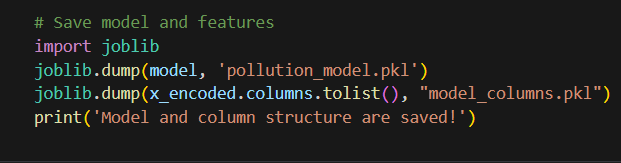 # Save model and features
import joblib
joblib.dump(model, 'pollution_model.pkl')
joblib.dump(x_encoded.columns.tolist(), "model_columns.pkl")
print('Model and column structure are saved!')